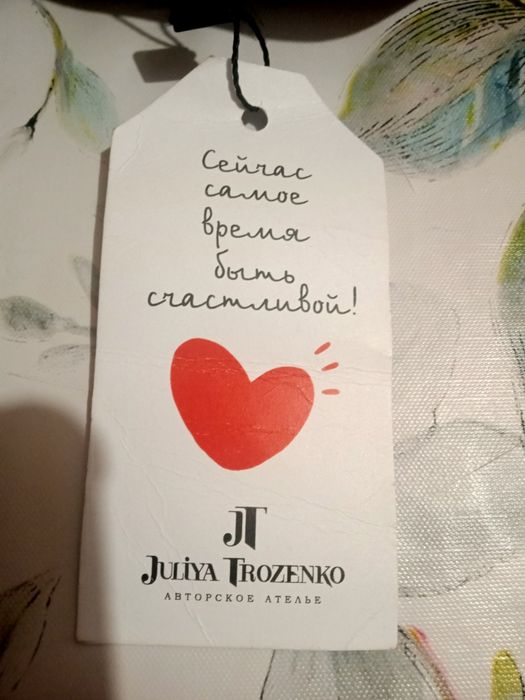 Сейчас
самое
время
быть
счастливой!
JT
JULIYA TROZENKO
АВТОРСКОЕ АТЕЛЬЕ